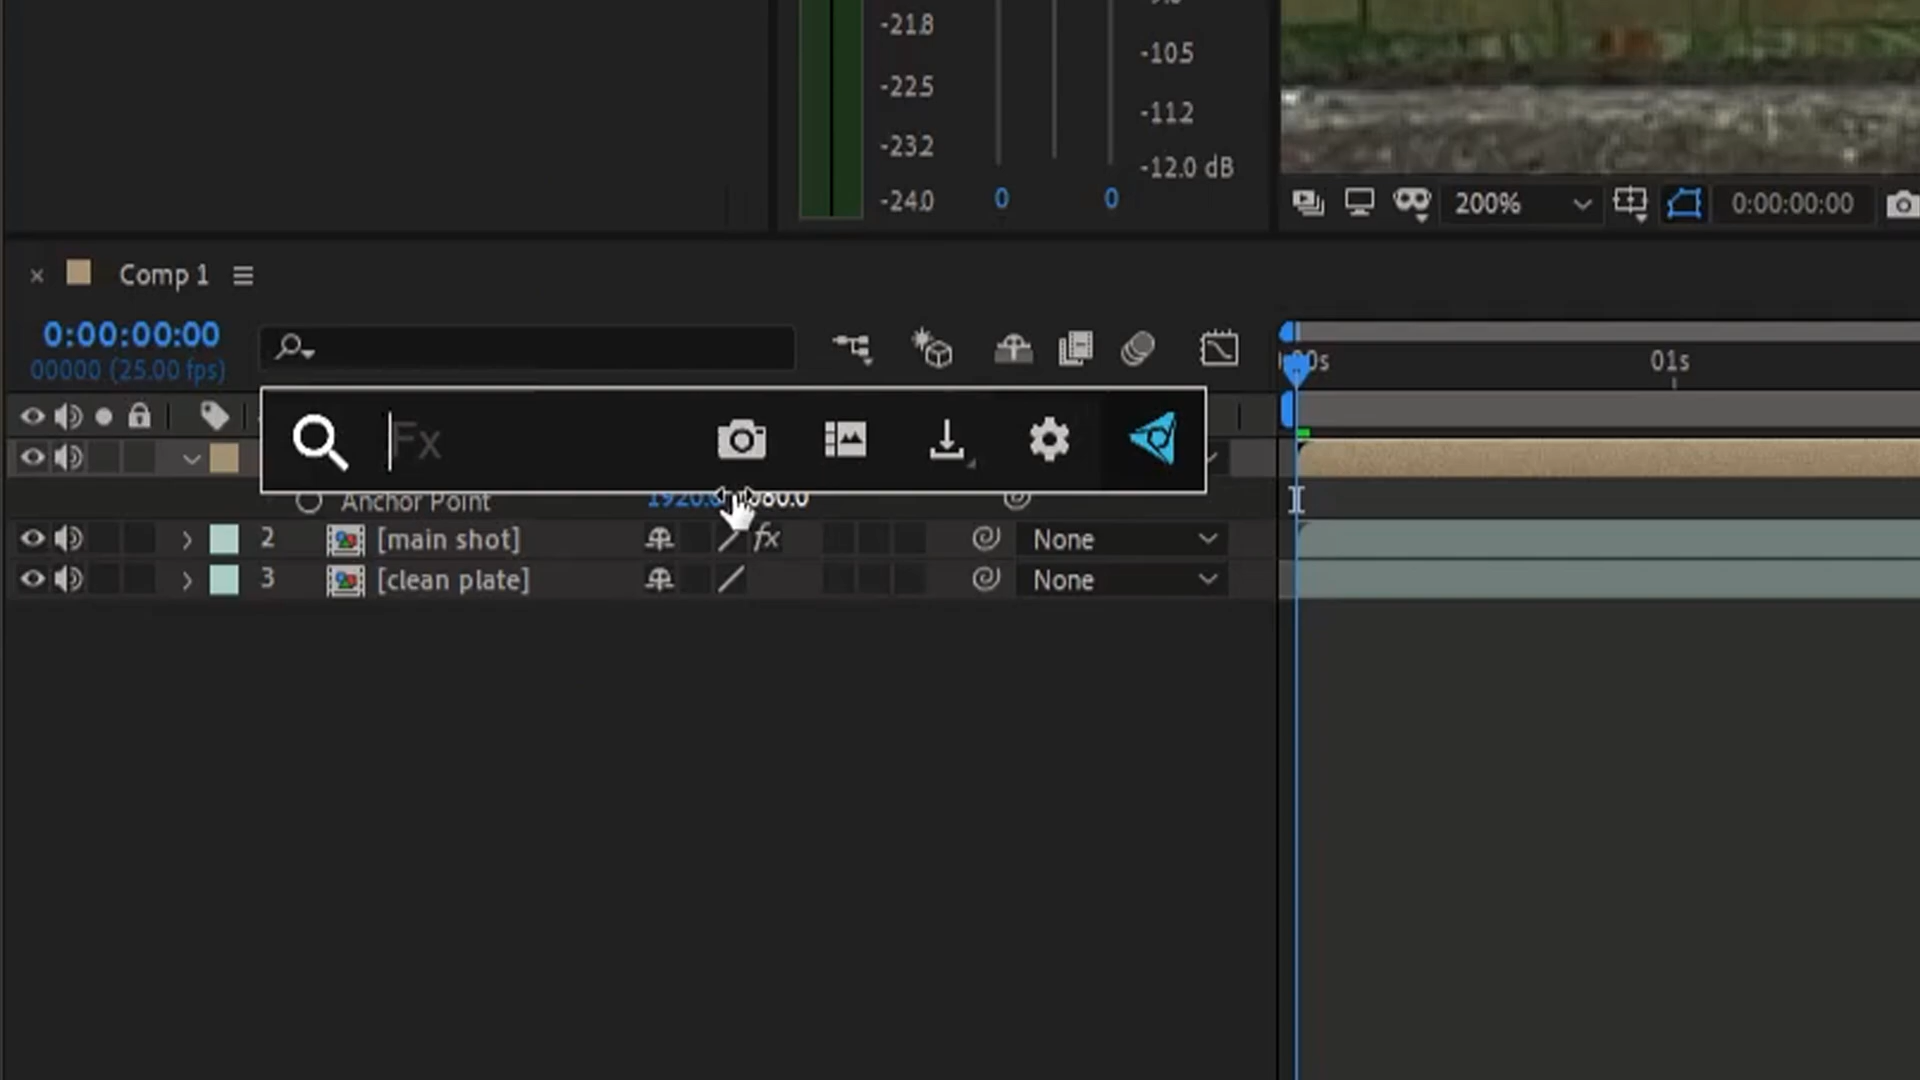 -21.8
-22.5
-23.2
-24.0
0
0
-10.5
-11.2
-12.0 dB
200%
0:00:00:00
Comp 1
0:00:00:00
00000 (25.00 fps)
01s
Fx
Anchor Point
2 [main shot] fx None
3 [clean plate] None